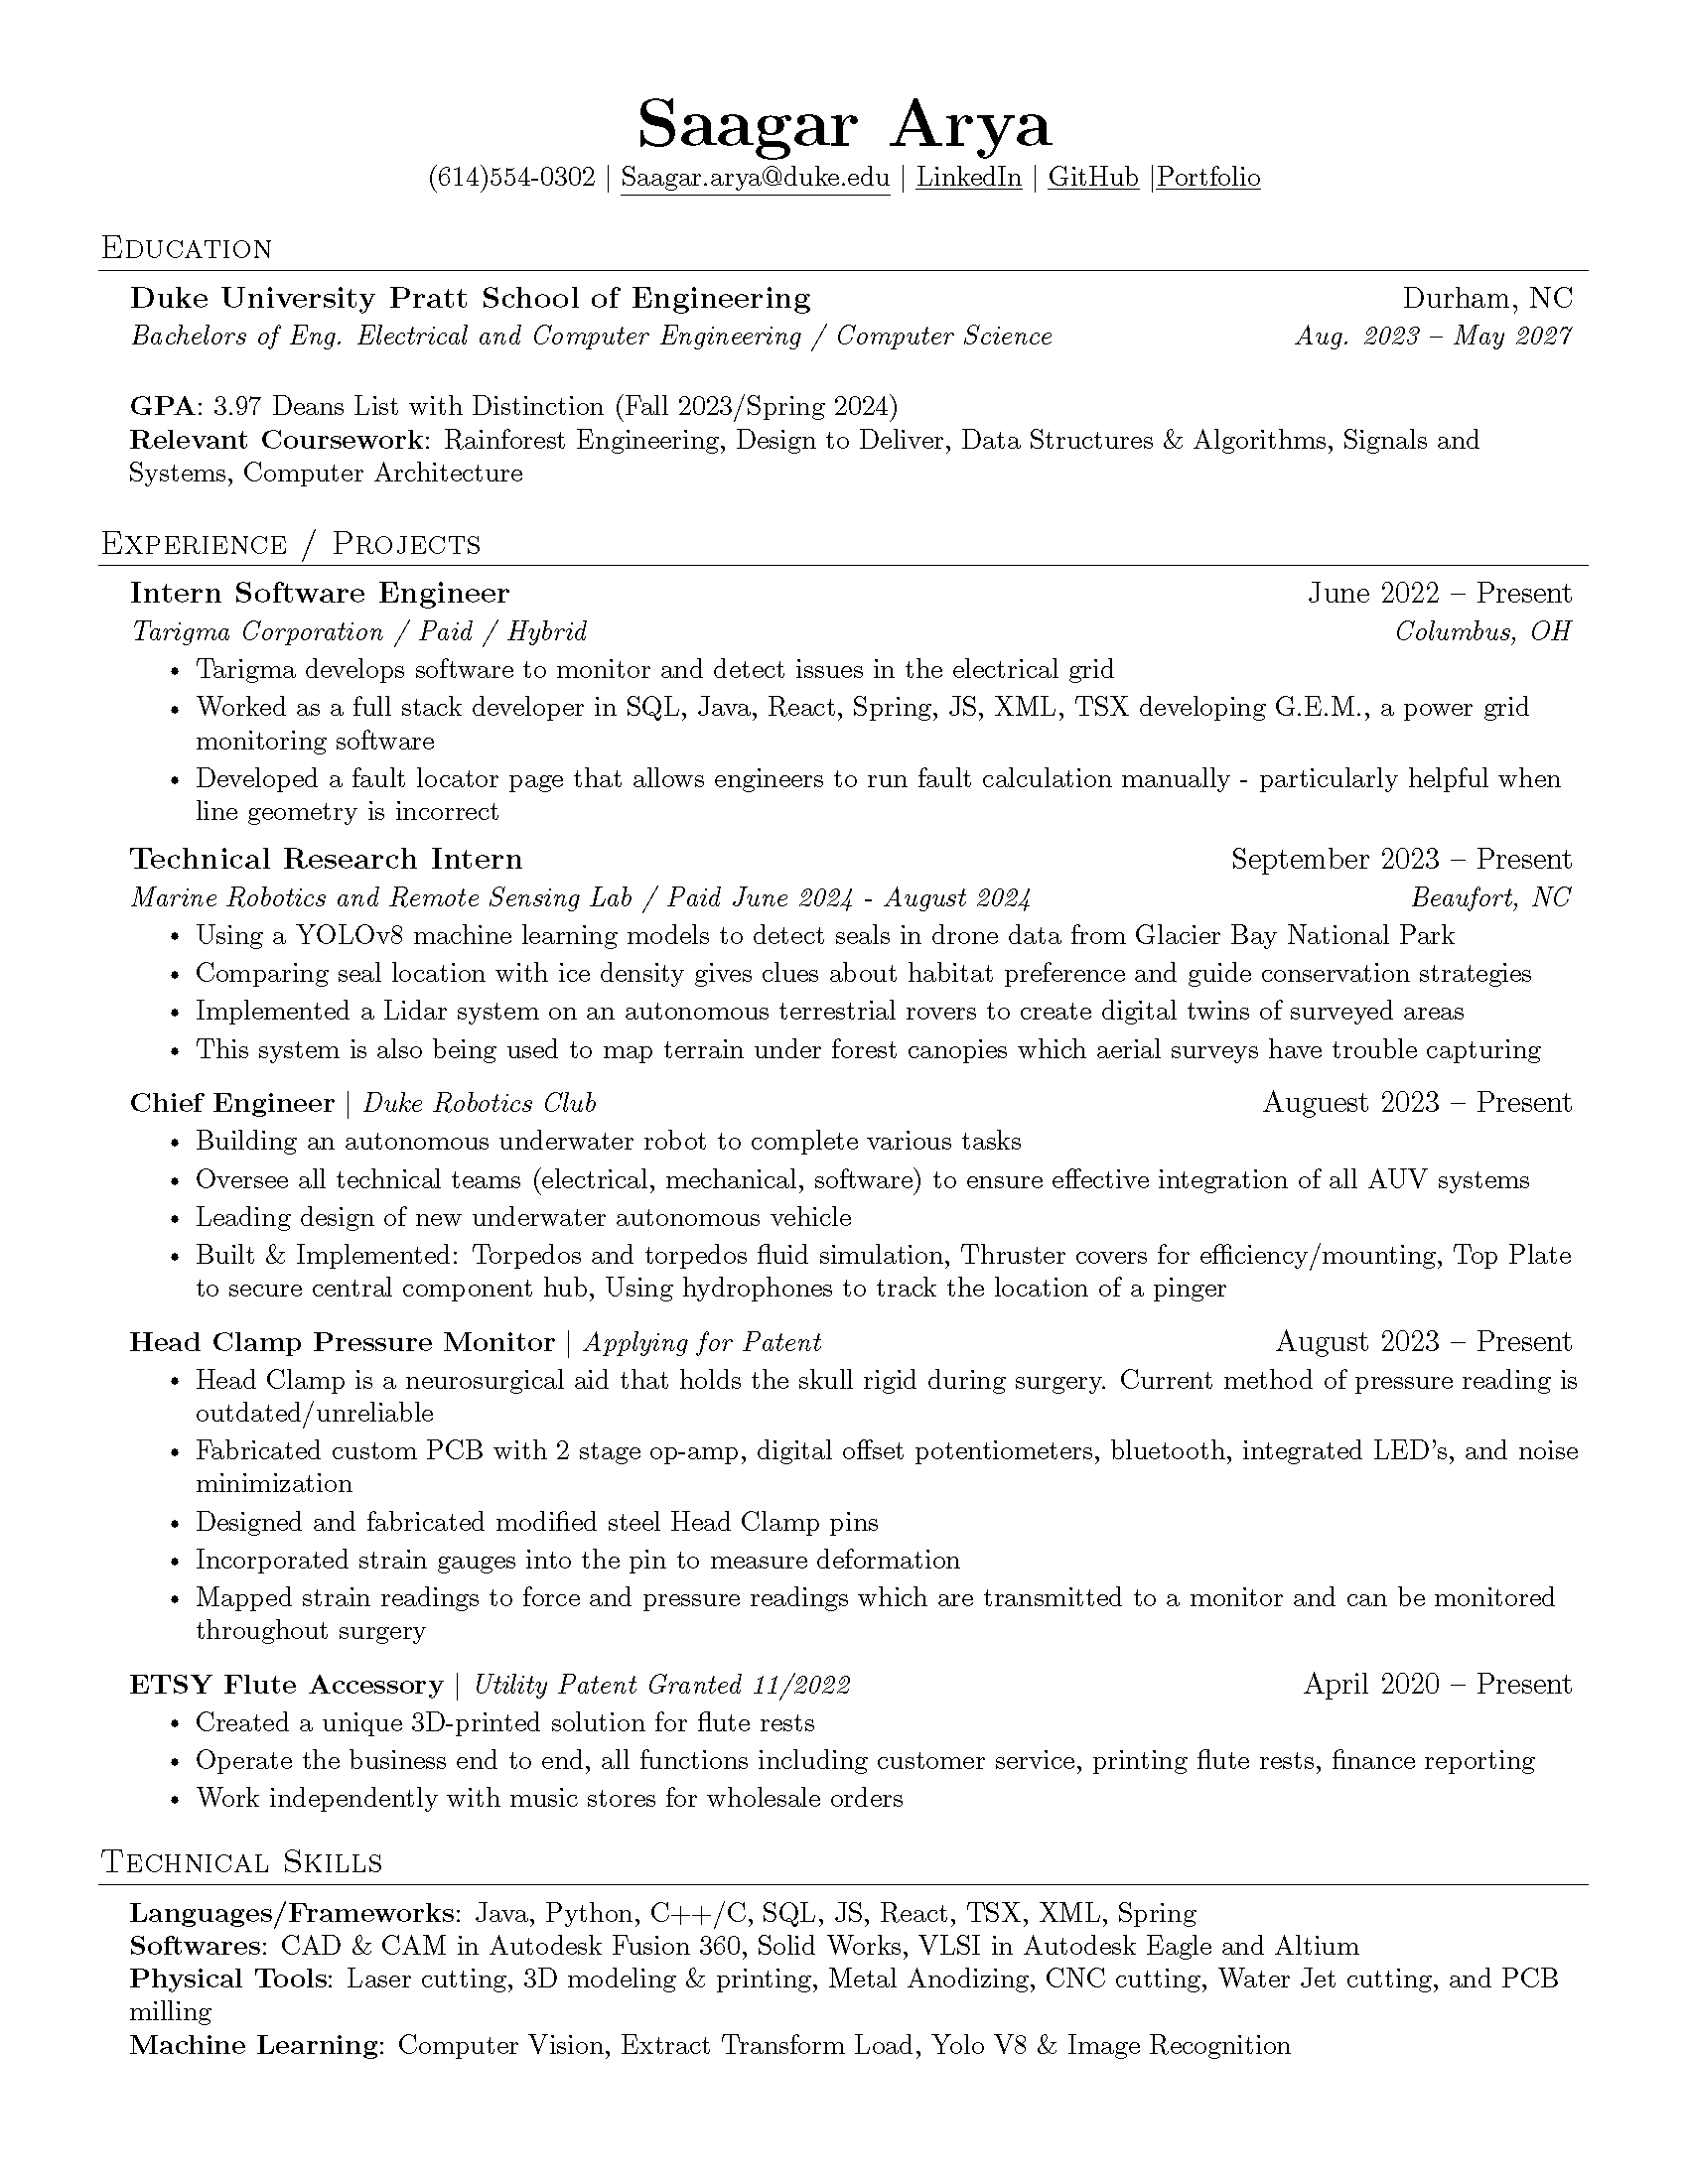 Saagar Arya
(614)554-0302 | Saagar.arya@duke.edu | LinkedIn | GitHub |Portfolio
Education
Duke University Pratt School of Engineering Durham, NC
Bachelors of Eng. Electrical and Computer Engineering / Computer Science Aug. 2023 – May 2027
GPA: 3.97 Deans List with Distinction (Fall 2023/Spring 2024)
Relevant Coursework: Rainforest Engineering, Design to Deliver, Data Structures & Algorithms, Signals and
Systems, Computer Architecture
Experience / Projects
Intern Software Engineer June 2022 – Present
Tarigma Corporation / Paid / Hybrid Columbus, OH
• Tarigma develops software to monitor and detect issues in the electrical grid
• Worked as a full stack developer in SQL, Java, React, Spring, JS, XML, TSX developing G.E.M., a power grid
monitoring software
• Developed a fault locator page that allows engineers to run fault calculation manually - particularly helpful when
line geometry is incorrect
Technical Research Intern September 2023 – Present
Marine Robotics and Remote Sensing Lab / Paid June 2024 - August 2024 Beaufort, NC
• Using a YOLOv8 machine learning models to detect seals in drone data from Glacier Bay National Park
• Comparing seal location with ice density gives clues about habitat preference and guide conservation strategies
• Implemented a Lidar system on an autonomous terrestrial rovers to create digital twins of surveyed areas
• This system is also being used to map terrain under forest canopies which aerial surveys have trouble capturing
Chief Engineer | Duke Robotics Club Auguest 2023 – Present
• Building an autonomous underwater robot to complete various tasks
• Oversee all technical teams (electrical, mechanical, software) to ensure effective integration of all AUV systems
• Leading design of new underwater autonomous vehicle
• Built & Implemented: Torpedos and torpedos fluid simulation, Thruster covers for efficiency/mounting, Top Plate
to secure central component hub, Using hydrophones to track the location of a pinger
Head Clamp Pressure Monitor | Applying for Patent August 2023 – Present
• Head Clamp is a neurosurgical aid that holds the skull rigid during surgery. Current method of pressure reading is
outdated/unreliable
• Fabricated custom PCB with 2 stage op-amp, digital offset potentiometers, bluetooth, integrated LED's, and noise
minimization
• Designed and fabricated modified steel Head Clamp pins
• Incorporated strain gauges into the pin to measure deformation
• Mapped strain readings to force and pressure readings which are transmitted to a monitor and can be monitored
throughout surgery
ETSY Flute Accessory | Utility Patent Granted 11/2022 April 2020 – Present
• Created a unique 3D-printed solution for flute rests
• Operate the business end to end, all functions including customer service, printing flute rests, finance reporting
• Work independently with music stores for wholesale orders
Technical Skills
Languages/Frameworks: Java, Python, C++/C, SQL, JS, React, TSX, XML, Spring
Softwares: CAD & CAM in Autodesk Fusion 360, Solid Works, VLSI in Autodesk Eagle and Altium
Physical Tools: Laser cutting, 3D modeling & printing, Metal Anodizing, CNC cutting, Water Jet cutting, and PCB
milling
Machine Learning: Computer Vision, Extract Transform Load, Yolo V8 & Image Recognition